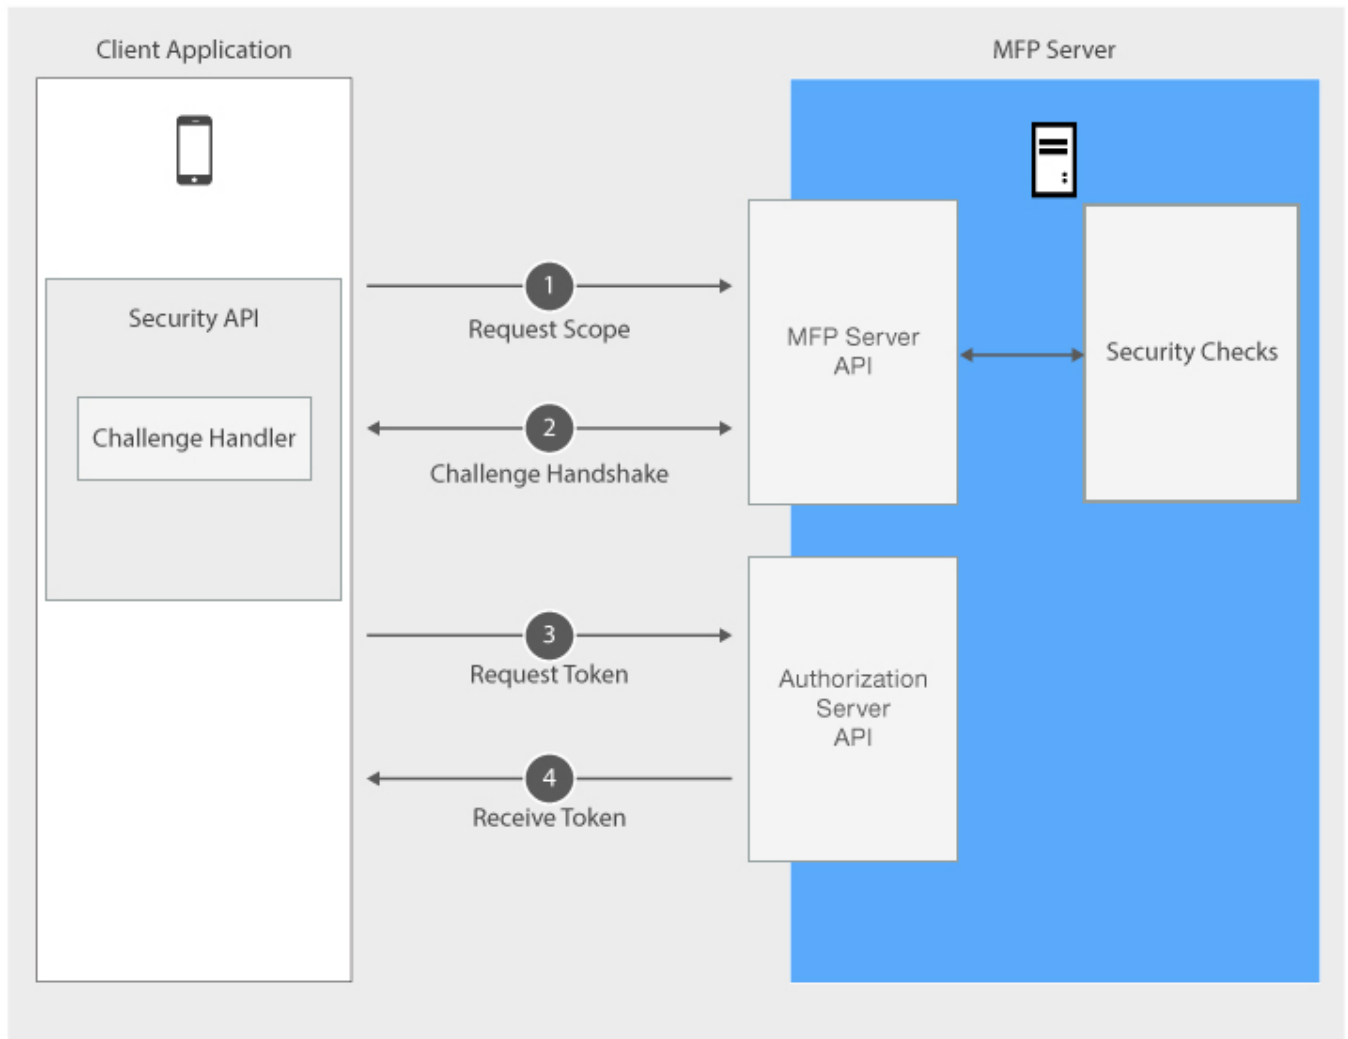 Client Application
MFP Server
Security API
Challenge Handler
1
Request Scope
2
Challenge Handshake
3
Request Token
4
Receive Token
MFP Server
API
Security Checks
Authorization
Server
API